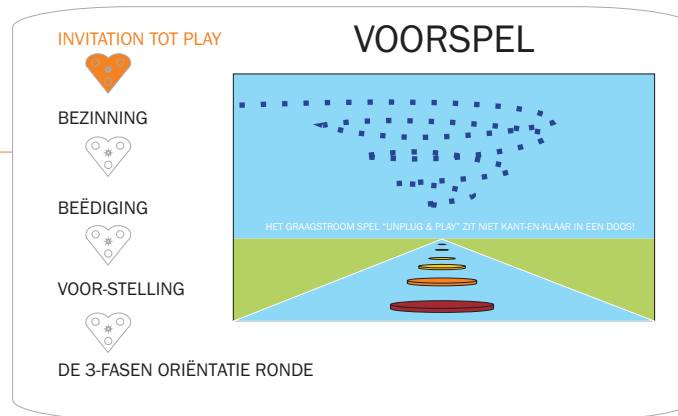 INVITATION TOT PLAY
BEZINNING
BEËDIGING
VOOR-STELLING
DE 3-FASEN ORIËNTATIE RONDE
VOORSPEL
HET GRAAGSTROOM SPEL “UNPLUG & PLAY” ZIT NIET KANT-EN-KLAAR IN EEN DOOS!